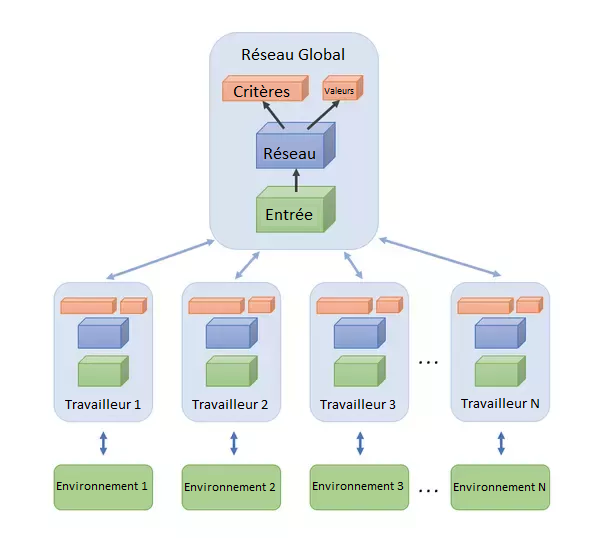 Réseau Global
Critères
Valeurs
Réseau
Entrée
Travailleur 1
Travailleur 2
Travailleur 3
...
Travailleur N
Environnement 1
Environnement 2
Environnement 3
...
Environnement N